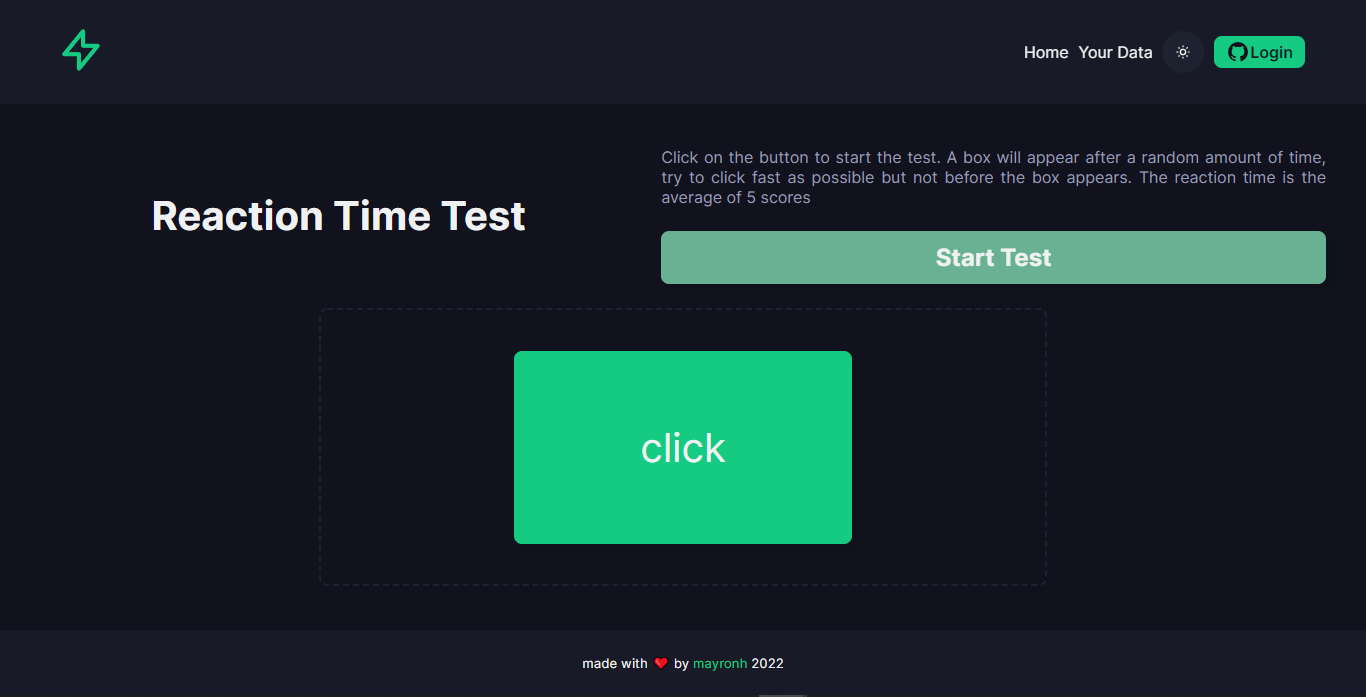 Home Your Data Login
Reaction Time Test
Click on the button to start the test. A box will appear after a random amount of time,
try to click fast as possible but not before the box appears. The reaction time is the
average of 5 scores
Start Test
click
made with ❤️ by mayronh 2022